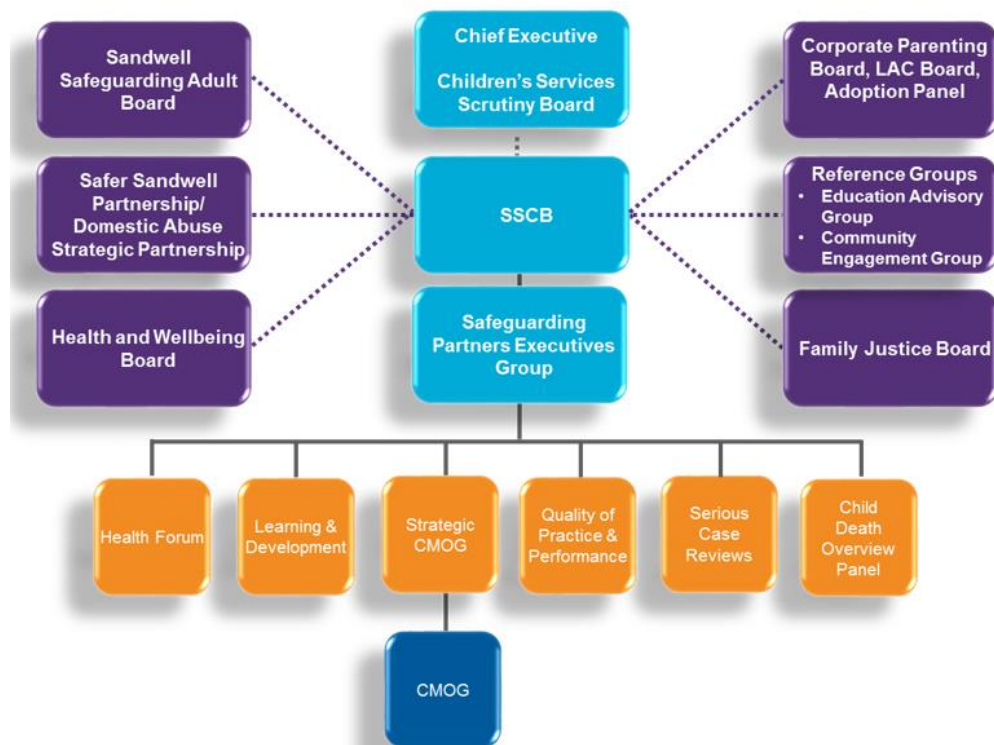 Sandwell
Safeguarding Adult
Board
Chief Executive
Children's Services
Scrutiny Board
Corporate Parenting
Board, LAC Board,
Adoption Panel
Safer Sandwell
Partnership/
Domestic Abuse
Strategic Partnership
SSCB
Reference Groups
• Education Advisory
Group
• Community
Engagement Group
Health and Wellbeing
Board
Safeguarding
Partners Executives
Group
Family Justice Board
Health Forum
Learning &
Development
Strategic
CMOG
Quality of
Practice &
Performance
Serious
Case
Reviews
Child
Death
Overview
Panel
CMOG